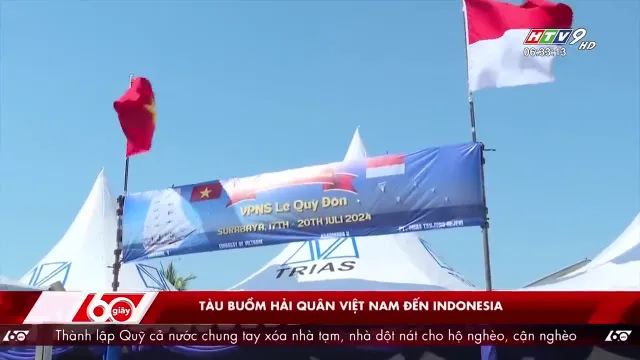 HTV9 HD
06:33:13
VPNS Le Quy Don
SURABAYA, 17TH - 20TH JULI 2024
EMBASSY OF VIETNAM
TRIAS
60 giây
TÀU BUỒM HẢI QUÂN VIỆT NAM ĐẾN INDONESIA
60 giây
Thành lập Quỹ cả nước chung tay xóa nhà tạm, nhà dột nát cho hộ nghèo, cận nghèo